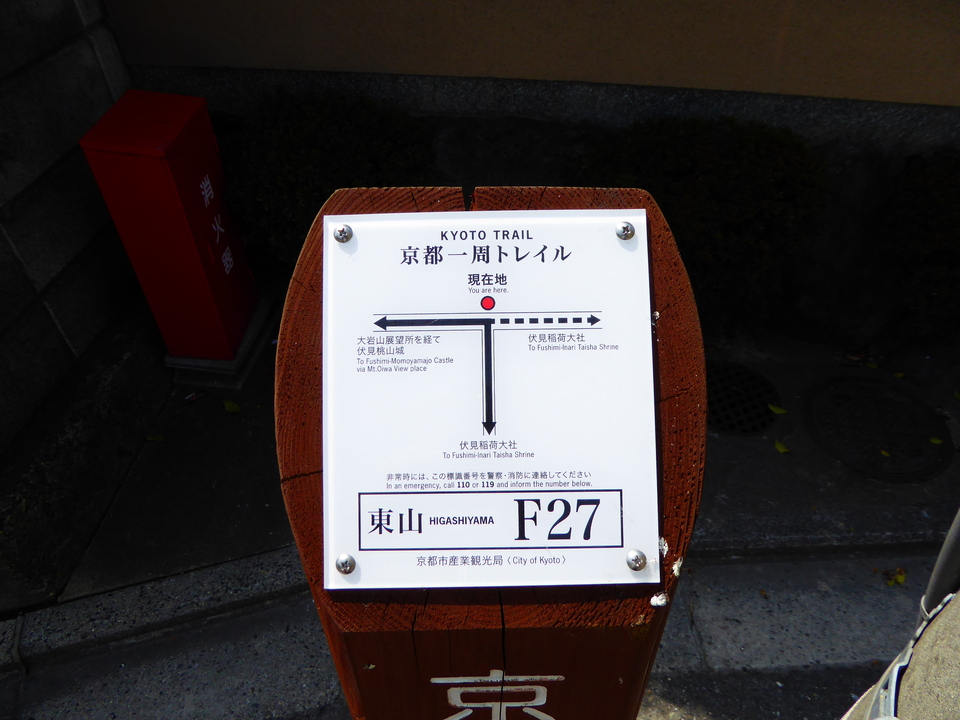 消火器
KYOTO TRAIL
京都一周トレイル
現在地
You are here.
大岩山展望所を経て
伏見桃山城
To Fushimi-Momoyamajo Castle
via Mt.Oiwa View place
伏見稲荷大社
To Fushimi-Inari Taisha Shrine
伏見稲荷大社
To Fushimi-Inari Taisha Shrine
非常時には、この標識番号を警察・消防に連絡してください
In an emergency, call 110 or 119 and inform the number below.
東山 HIGASHIYAMA F27
京都市産業観光局〈City of Kyoto〉
京